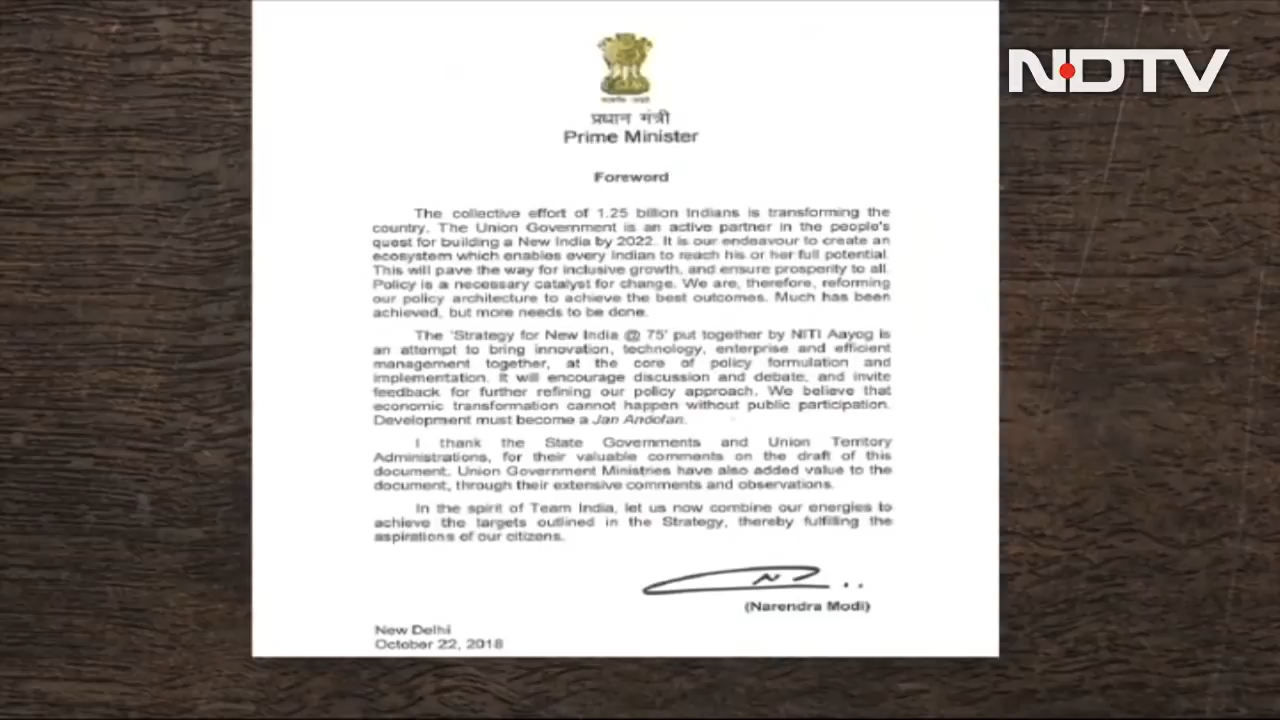 NDTV
प्रधान मंत्री
Prime Minister
Foreword
The collective effort of 1.25 billion Indians is transforming the
country. The Union Government is an active partner in the people's
quest for building a New India by 2022. It is our endeavour to create an
ecosystem which enables every Indian to reach his or her full potential.
This will pave the way for inclusive growth, and ensure prosperity to all.
Policy is a necessary catalyst for change. We are, therefore, reforming
our policy architecture to achieve the best outcomes. Much has been
achieved, but more needs to be done.
The 'Strategy for New India @ 75' put together by NITI Aayog is
an attempt to bring innovation, technology, enterprise and efficient
management together, at the core of policy formulation and
implementation. It will encourage discussion and debate, and invite
feedback for further refining our policy approach. We believe that
economic transformation cannot happen without public participation.
Development must become a Jan Andolan.
I thank the State Governments and Union Territory
Administrations, for their valuable comments on the draft of this
document. Union Government Ministries have also added value to the
document, through their extensive comments and observations.
In the spirit of Team India, let us now combine our energies to
achieve the targets outlined in the Strategy, thereby fulfilling the
aspirations of our citizens.
(Narendra Modi)
New Delhi
October 22, 2018